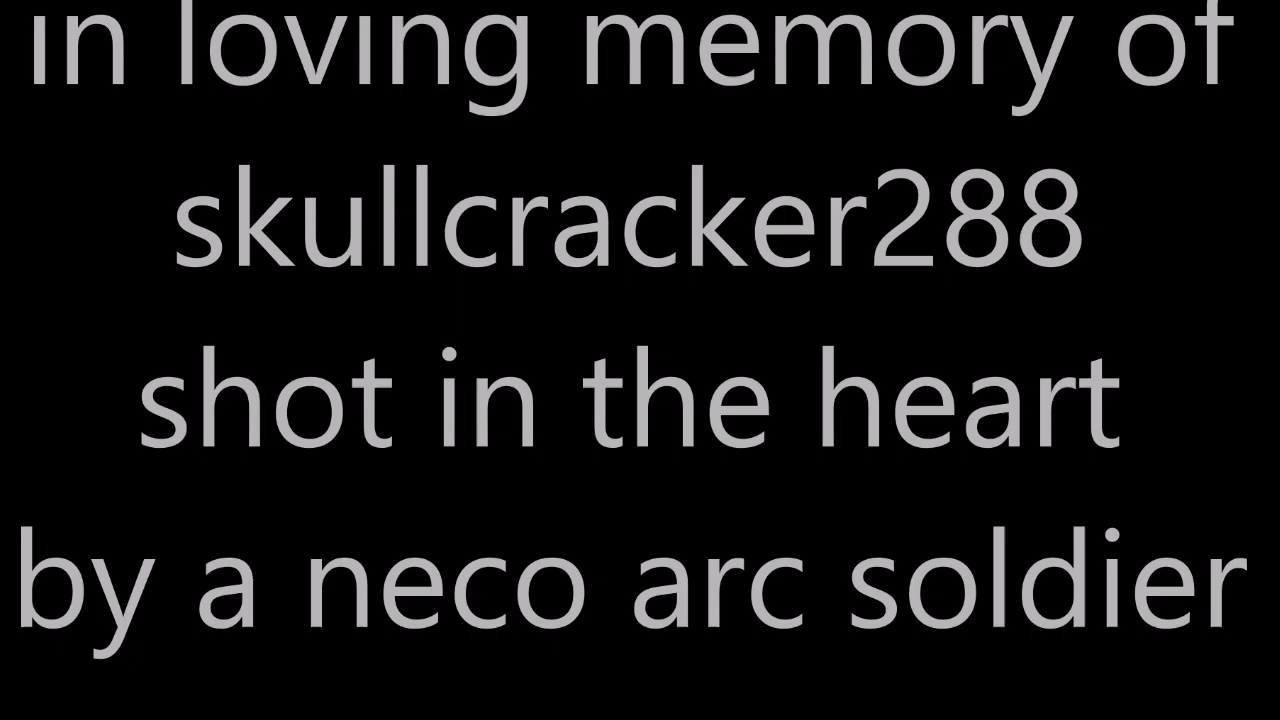 in loving memory of
skullcracker288
shot in the heart
by a neco arc soldier